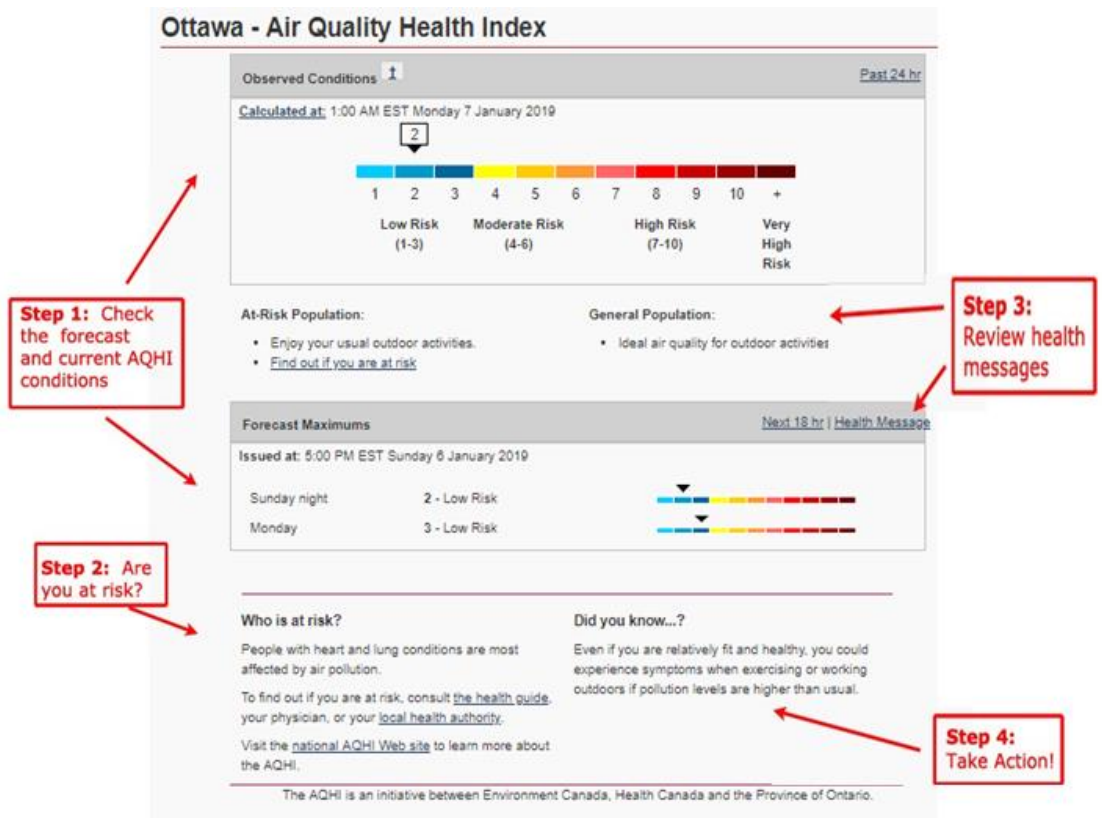 Ottawa - Air Quality Health Index
Observed Conditions
Past 24 hr
Calculated at: 1:00 AM EST Monday 7 January 2019
2
1 2 3 4 5 6 7 8 9 10 +
Low Risk Moderate Risk High Risk Very
(1-3) (4-6) (7-10) High
Risk
Step 1: Check
the forecast
and current AQHI
conditions
At-Risk Population:
• Enjoy your usual outdoor activities.
• Find out if you are at risk
General Population:
• Ideal air quality for outdoor activities
Step 3:
Review health
messages
Forecast Maximums
Next 18 hr | Health Message
Issued at: 5:00 PM EST Sunday 6 January 2019
Sunday night 2 - Low Risk
Monday 3 - Low Risk
Step 2: Are
you at risk?
Who is at risk?
People with heart and lung conditions are most
affected by air pollution.
To find out if you are at risk, consult the health guide,
your physician, or your local health authority.
Visit the national AQHI Web site to learn more about
the AQHI.
Did you know...?
Even if you are relatively fit and healthy, you could
experience symptoms when exercising or working
outdoors if pollution levels are higher than usual.
Step 4:
Take Action!
The AQHI is an initiative between Environment Canada, Health Canada and the Province of Ontario.